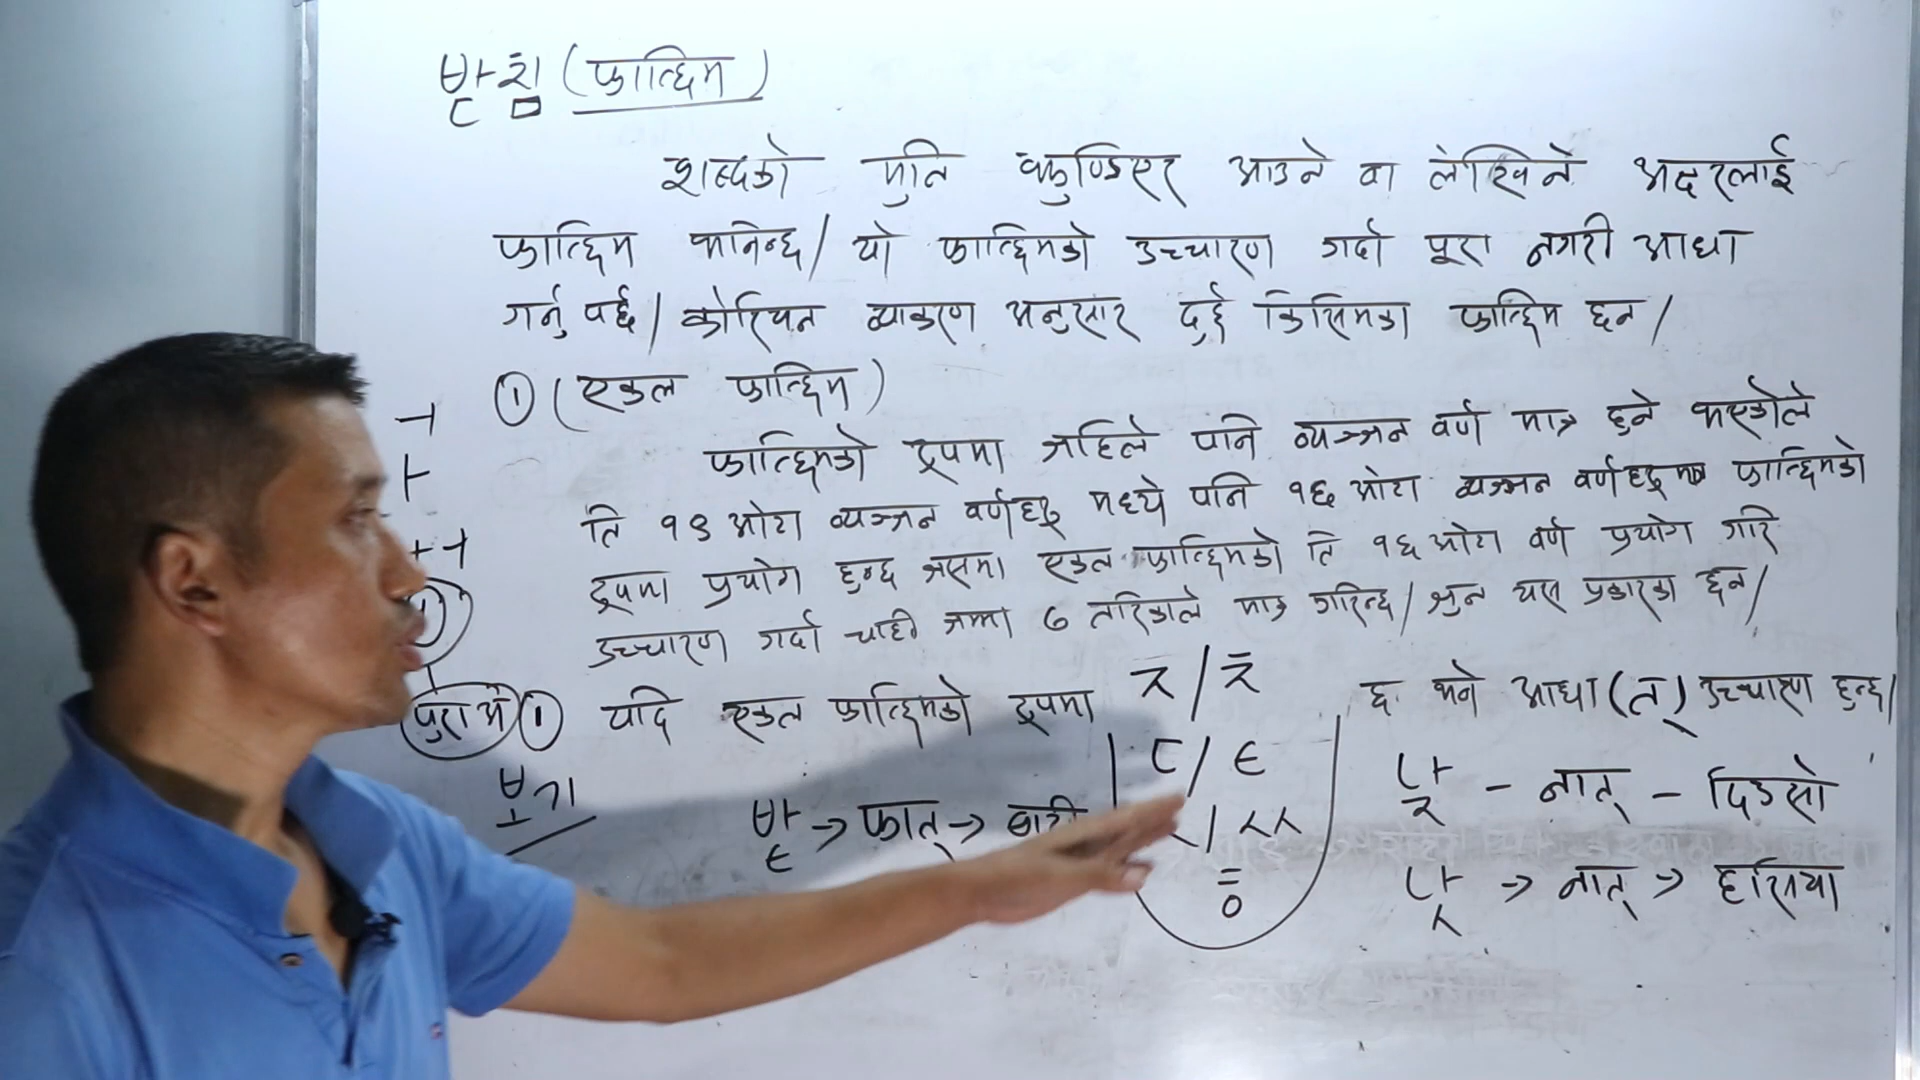 받침 (फात्छिम)
शब्दको मुनि झुण्डिएर आउने वा लेखिने अक्षरलाई
फात्छिम भनिन्छ। यो फात्छिमको उच्चारण गर्दा पूरा नगरी आधा
गर्नु पर्छ। कोरियन व्याकरण अनुसार दुई किसिमका फात्छिम छन।
① (एकल फात्छिम)
फात्छिमको रूपमा जहिले पनि व्यञ्जन वर्ण मात्र हुने भएकोले
ति १९ ओटा व्यञ्जन वर्णहरु मध्ये पनि १६ ओटा व्यञ्जन वर्णहरु मात्र फात्छिमको
रूपमा प्रयोग हुन्छ जसमा एकल फात्छिमको ति १६ ओटा वर्ण प्रयोग गरि
उच्चारण गर्दा चाही जम्मा ७ तरिकाले मात्र गरिन्छ। जुन यस प्रकारका छन।
ㅓ
ㅏ
पुरा अ
① यदि एकल फात्छिमको रूपमा ㅈ/ㅊ छ भने आधा (त्) उच्चारण हुन्छ।
ㄷ/ㅌ
/ㅆ
ㅎ
보기
밭 → फात् → बारी
낮 - नात् - दिउसो
낫 → नात् → हसिया